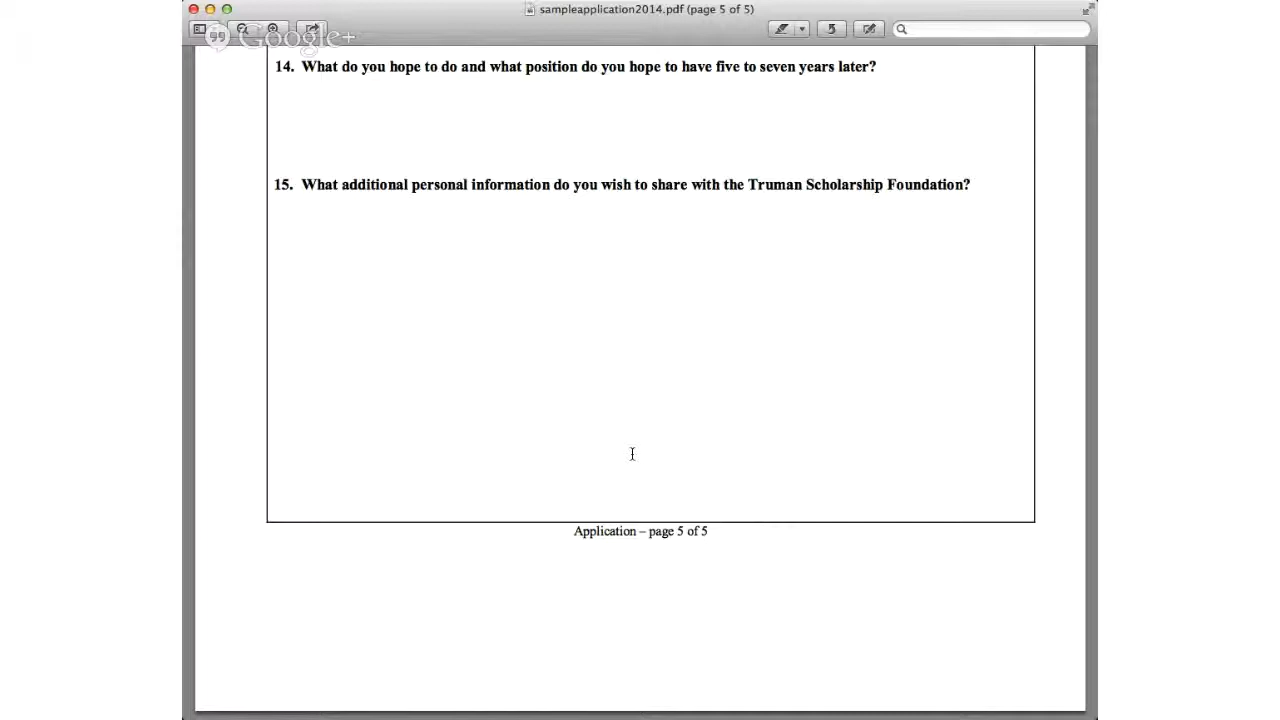 sampleapplication2014.pdf (page 5 of 5)
Google+
14. What do you hope to do and what position do you hope to have five to seven years later?
15. What additional personal information do you wish to share with the Truman Scholarship Foundation?
Application – page 5 of 5